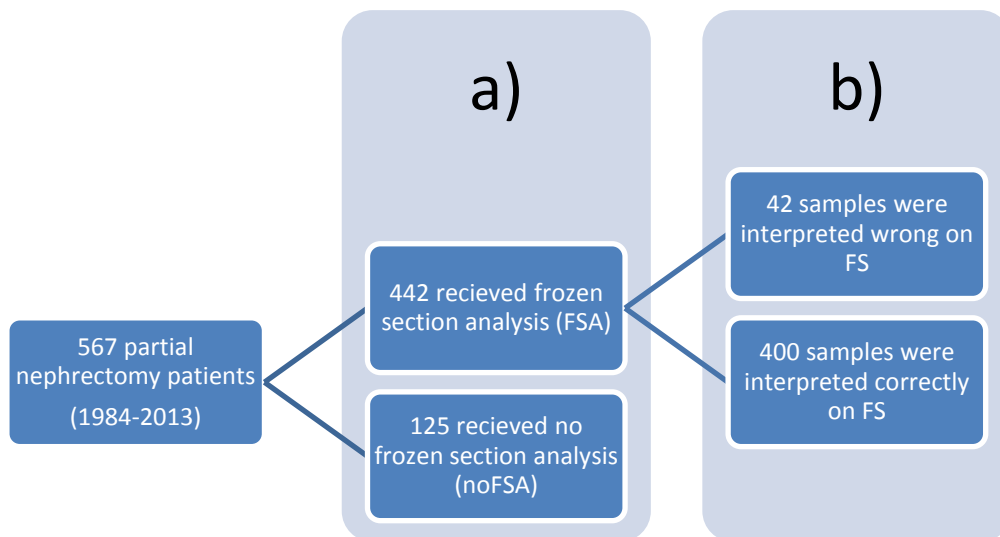 a)
b)
567 partial
nephrectomy patients
(1984-2013)
442 recieved frozen
section analysis (FSA)
125 recieved no
frozen section analysis
(noFSA)
42 samples were
interpreted wrong on
FS
400 samples were
interpreted correctly
on FS